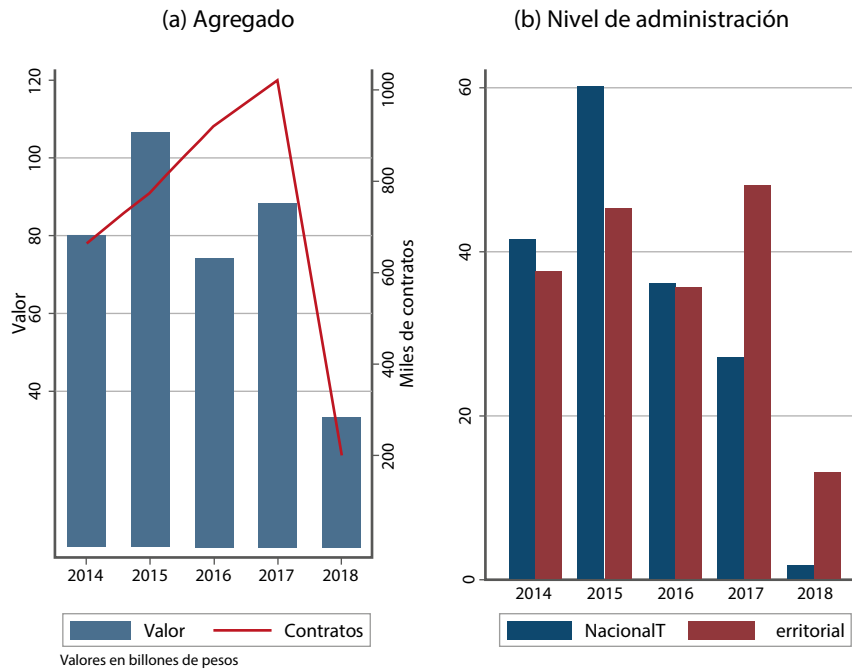 (a) Agregado
120
100
80
60
40
Valor
1000
800
600
400
200
Miles de contratos
2014 2015 2016 2017 2018
Valor Contratos
Valores en billones de pesos
(b) Nivel de administración
60
40
20
0
2014 2015 2016 2017 2018
NacionalT erritorial